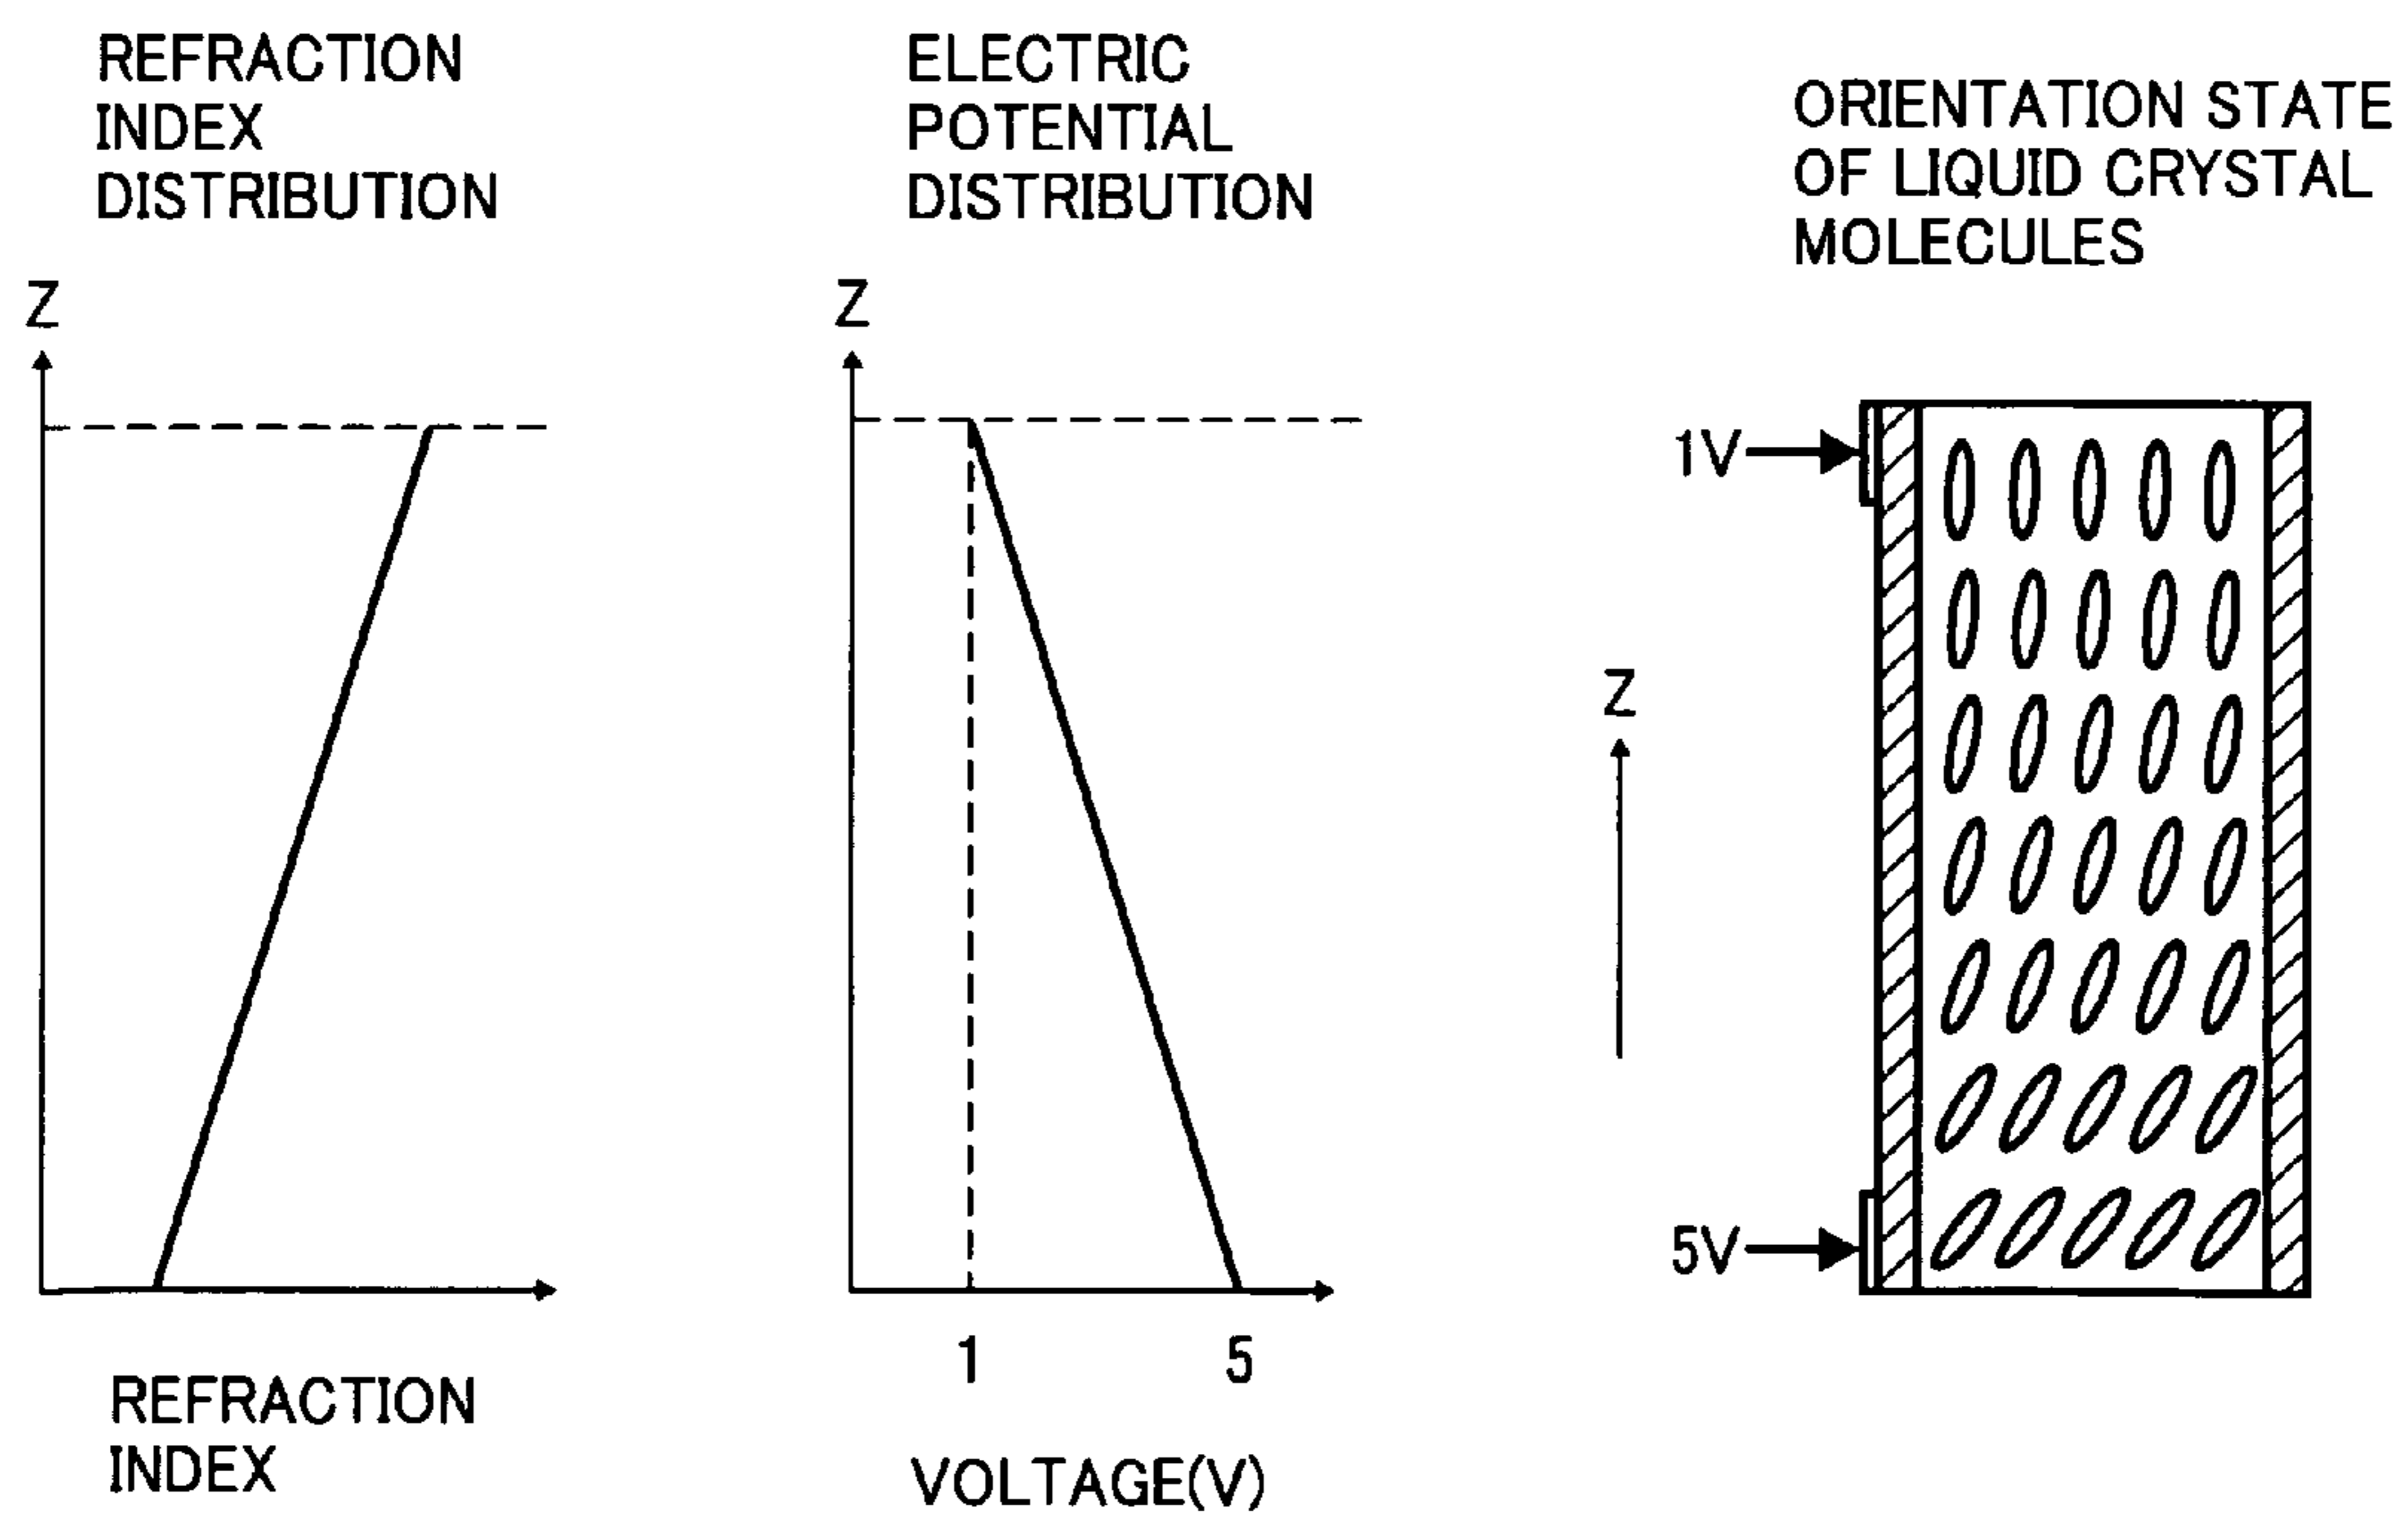 REFRACTION
INDEX
DISTRIBUTION
Z
REFRACTION
INDEX
ELECTRIC
POTENTIAL
DISTRIBUTION
Z
1
5
VOLTAGE(V)
ORIENTATION STATE
OF LIQUID CRYSTAL
MOLECULES
1V
Z
5V